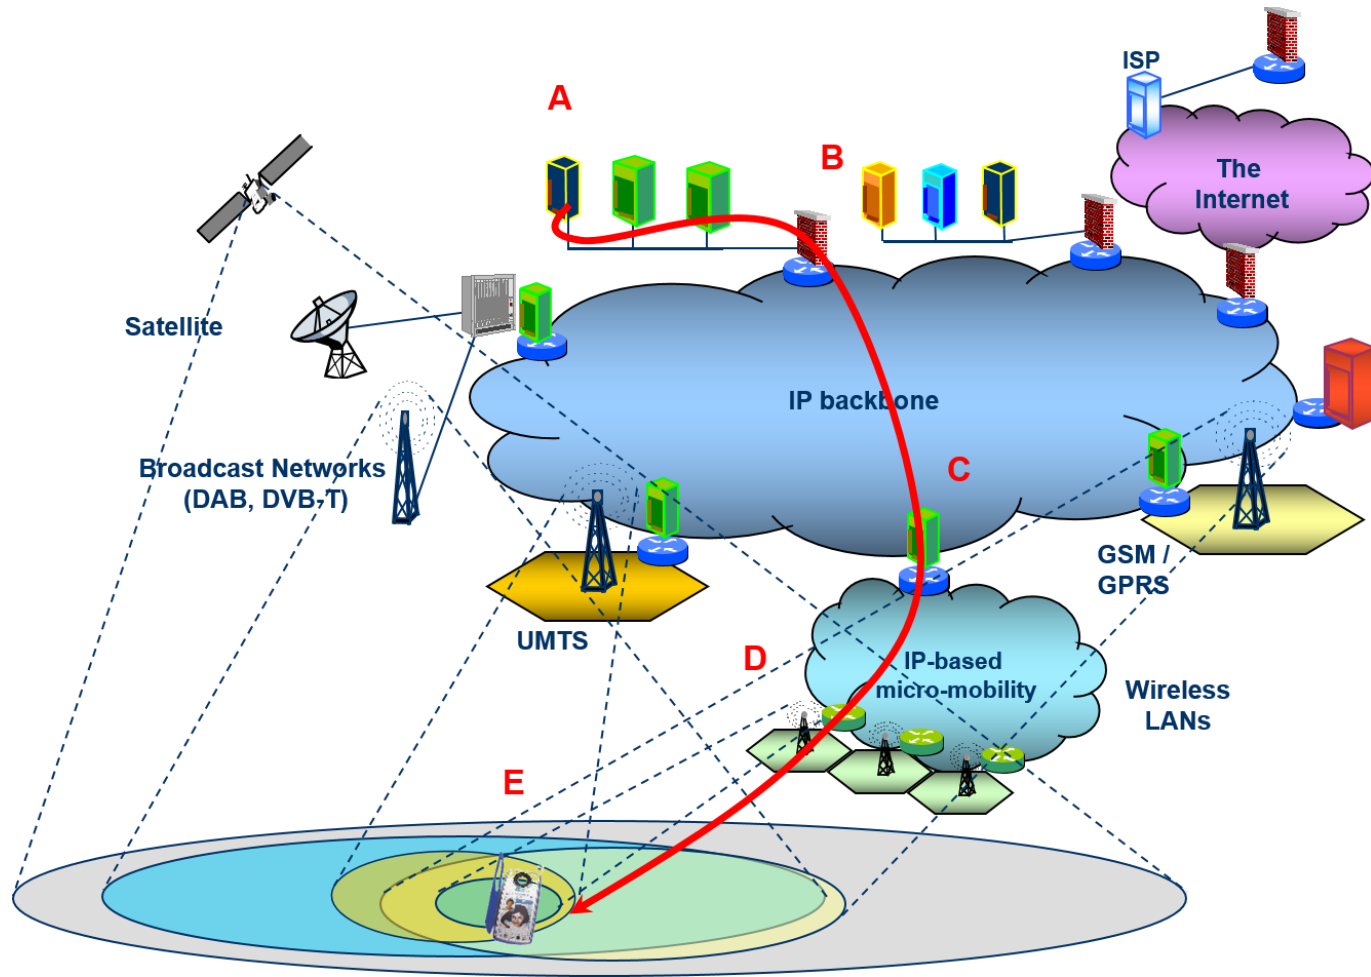 ISP
A
B
The
Internet
Satellite
IP backbone
Broadcast Networks
(DAB, DVB-T)
C
GSM /
GPRS
UMTS
D
IP-based
micro-mobility
Wireless
LANs
E